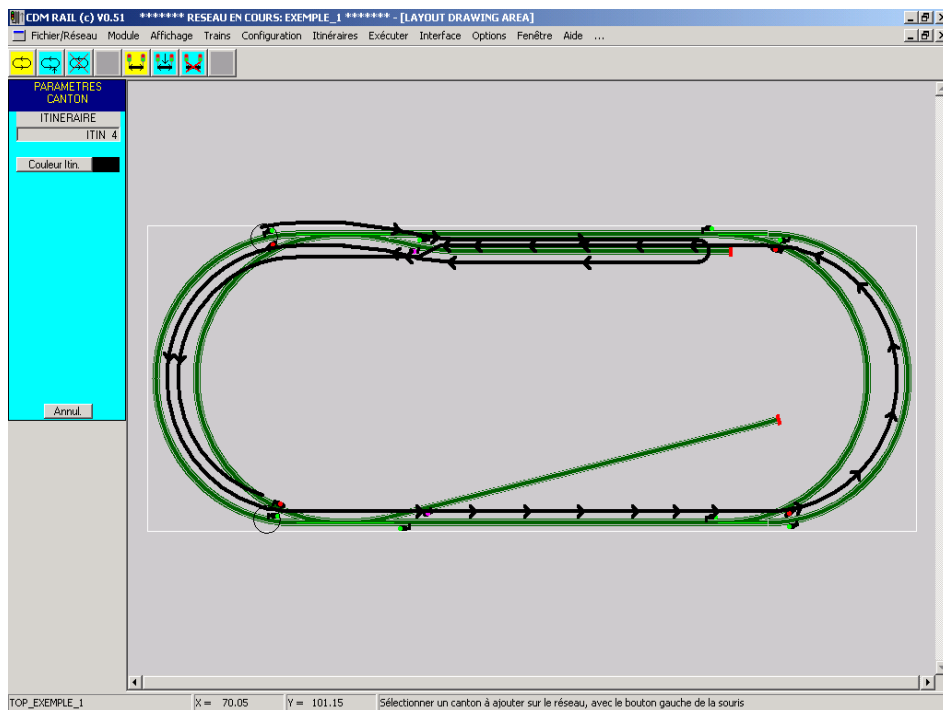 CDM RAIL (c) V0.51 ******* RESEAU EN COURS: EXEMPLE_1 ******* - [LAYOUT DRAWING AREA]
Fichier/Réseau Module Affichage Trains Configuration Itinéraires Exécuter Interface Options Fenêtre Aide ...
PARAMETRES
CANTON
ITINERAIRE
ITIN 4
Couleur Itin.
Annul.
TOP_EXEMPLE_1 X = 70.05 Y = 101.15 Sélectionner un canton à ajouter sur le réseau, avec le bouton gauche de la souris